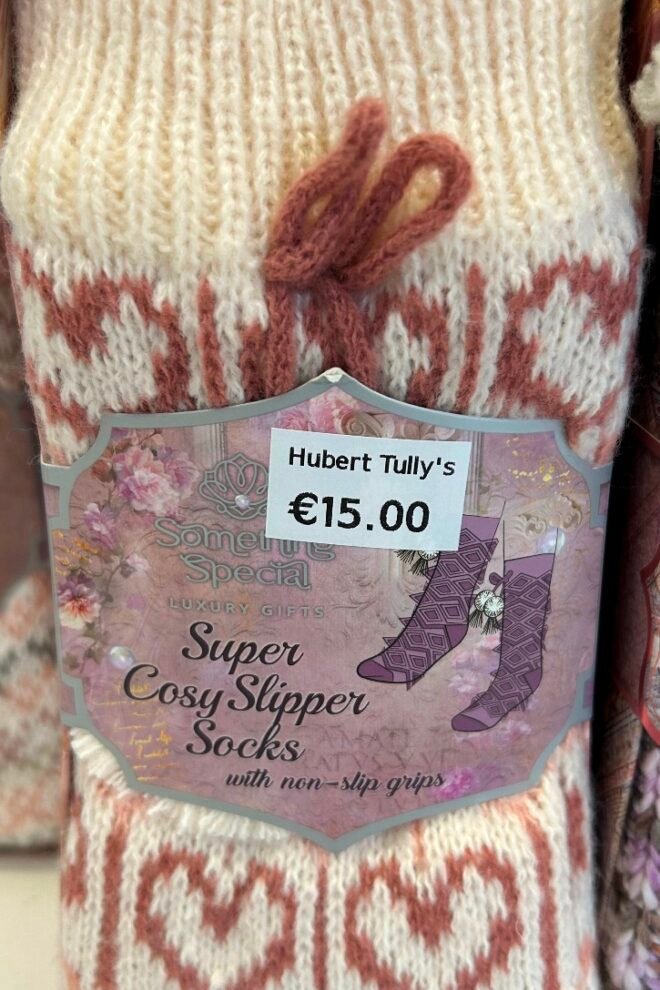 Hubert Tully's
€15.00
Something
Special
LUXURY GIFTS
Super
Cosy Slipper
Socks
with non-slip grips